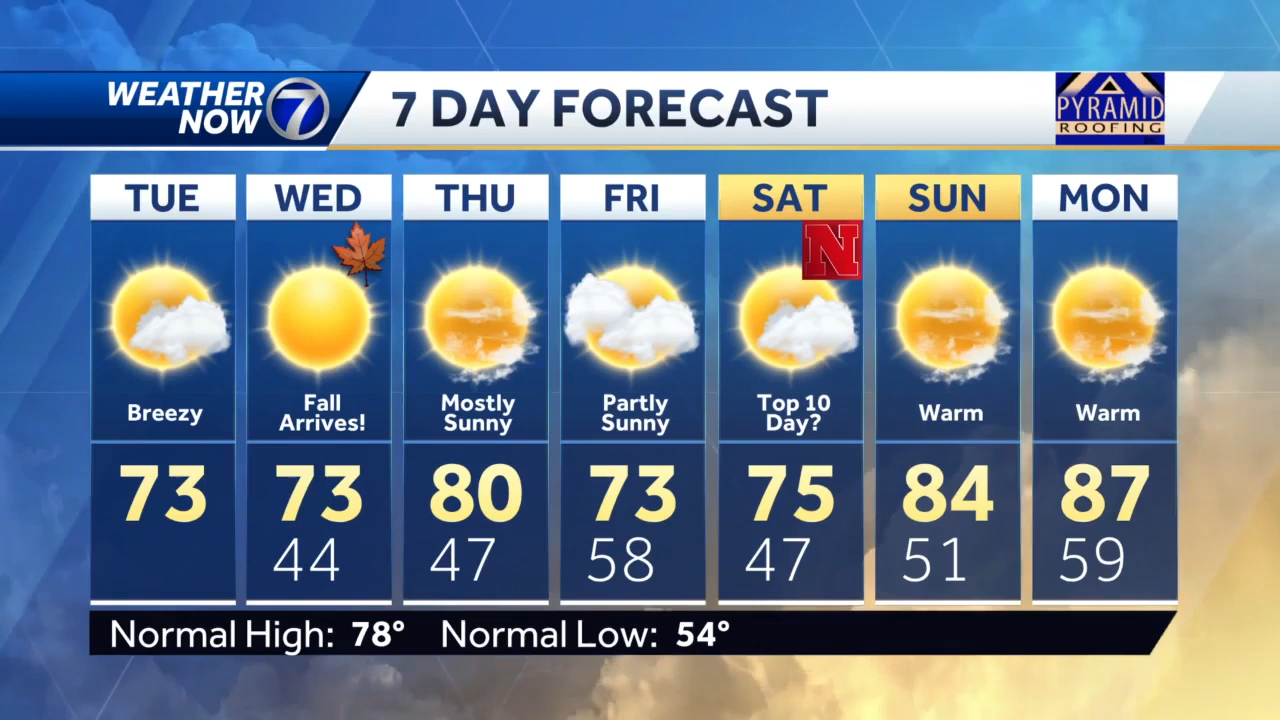 WEATHER
NOW
7
7 DAY FORECAST
PYRAMID
ROOFING
TUE
WED
THU
FRI
SAT
SUN
MON
N
Breezy
Fall
Arrives!
Mostly
Sunny
Partly
Sunny
Top 10
Day?
Warm
Warm
73
73
80
73
75
84
87
44
47
58
47
51
59
Normal High: 78° Normal Low: 54°